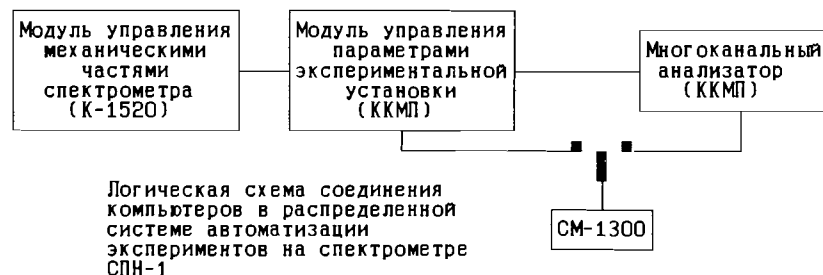 Модуль управления
механическими
частями
спектрометра
(К-1520)
Модуль управления
параметрами
экспериментальной
установки
(ККМП)
Многоканальный
анализатор
(ККМП)
Логическая схема соединения
компьютеров в распределенной
системе автоматизации
экспериментов на спектрометре
СПН-1
СМ-1300